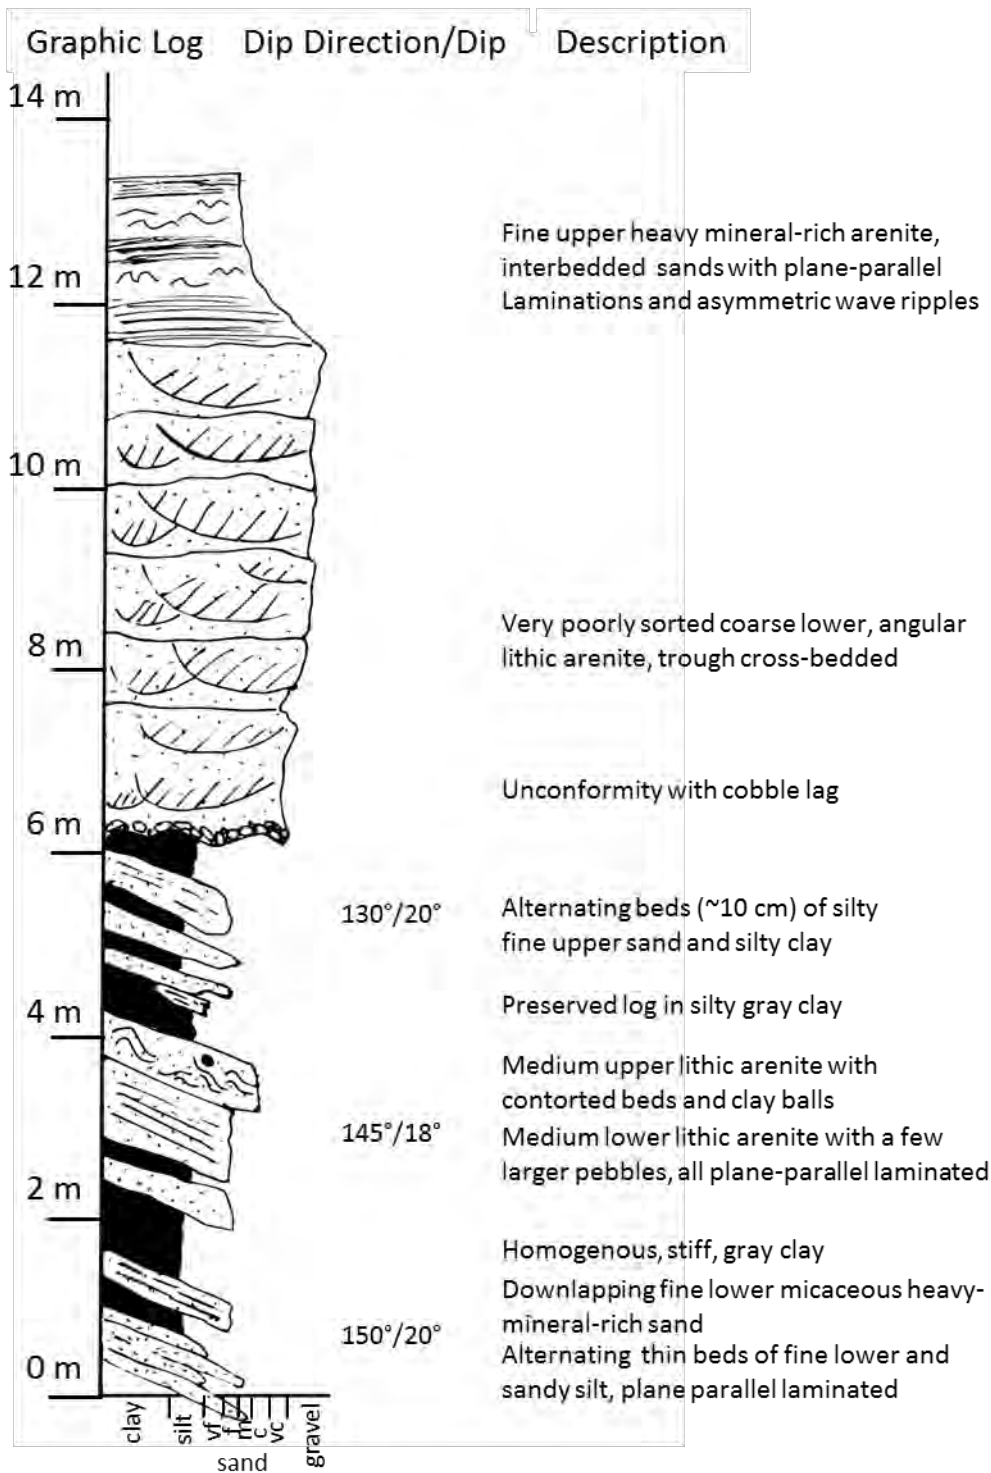 Graphic Log Dip Direction/Dip Description
14 m
Fine upper heavy mineral-rich arenite,
12 m
interbedded sands with plane-parallel
Laminations and asymmetric wave ripples
10 m
8 m
Very poorly sorted coarse lower, angular
lithic arenite, trough cross-bedded
Unconformity with cobble lag
6 m
130°/20°
Alternating beds (~10 cm) of silty
fine upper sand and silty clay
4 m
Preserved log in silty gray clay
Medium upper lithic arenite with
contorted beds and clay balls
145°/18°
Medium lower lithic arenite with a few
larger pebbles, all plane-parallel laminated
2 m
Homogenous, stiff, gray clay
Downlapping fine lower micaceous heavy-
mineral-rich sand
150°/20°
Alternating thin beds of fine lower and
sandy silt, plane parallel laminated
0 m
clay
silt
vf
f
m
c
vc
gravel
sand